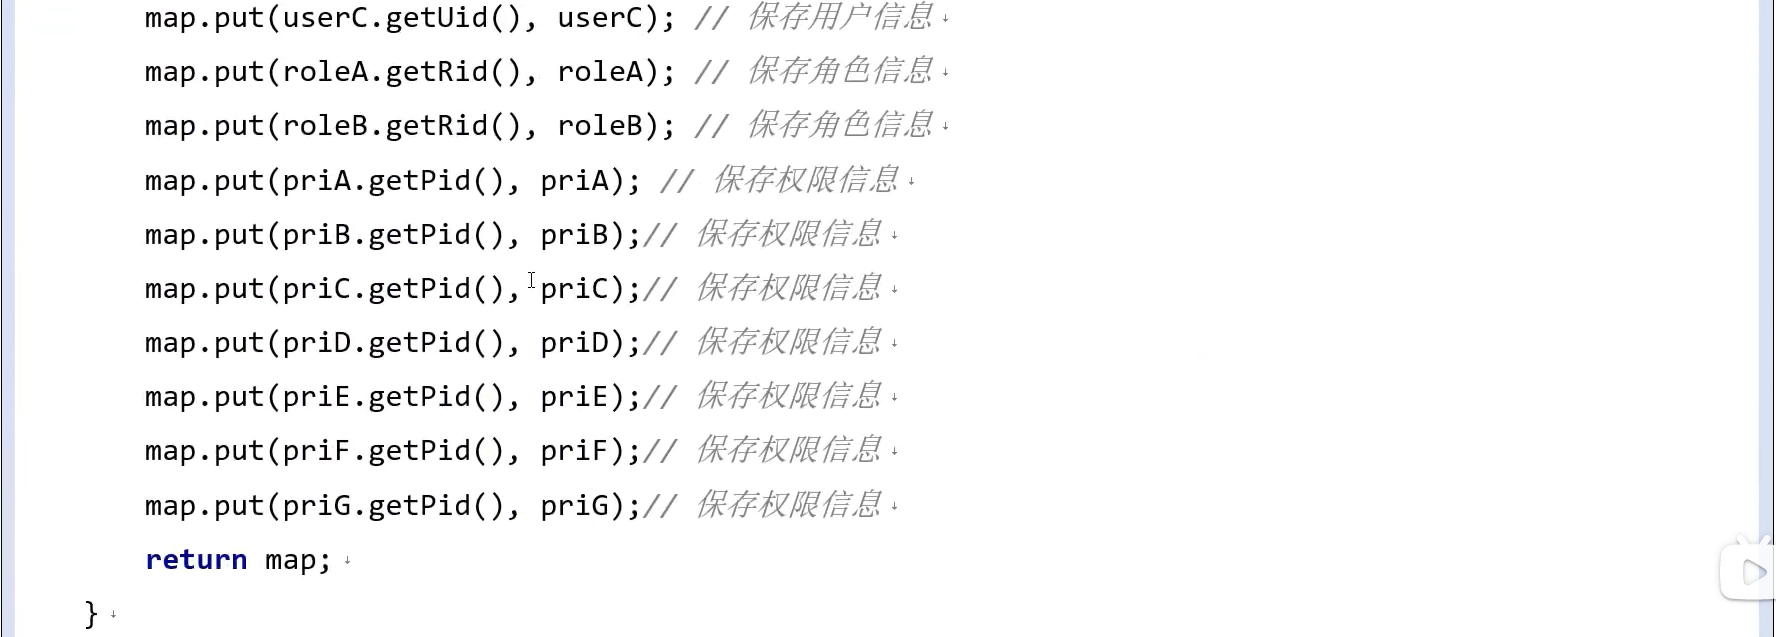 map.put(userC.getUid(), userC); // 保存用户信息↓
map.put(roleA.getRid(), roleA); // 保存角色信息↓
map.put(roleB.getRid(), roleB); // 保存角色信息↓
map.put(priA.getPid(), priA); // 保存权限信息↓
map.put(priB.getPid(), priB);// 保存权限信息↓
map.put(priC.getPid(), priC);// 保存权限信息↓
map.put(priD.getPid(), priD);// 保存权限信息↓
map.put(priE.getPid(), priE);// 保存权限信息↓
map.put(priF.getPid(), priF);// 保存权限信息↓
map.put(priG.getPid(), priG);// 保存权限信息↓
return map; ↓
} ↓